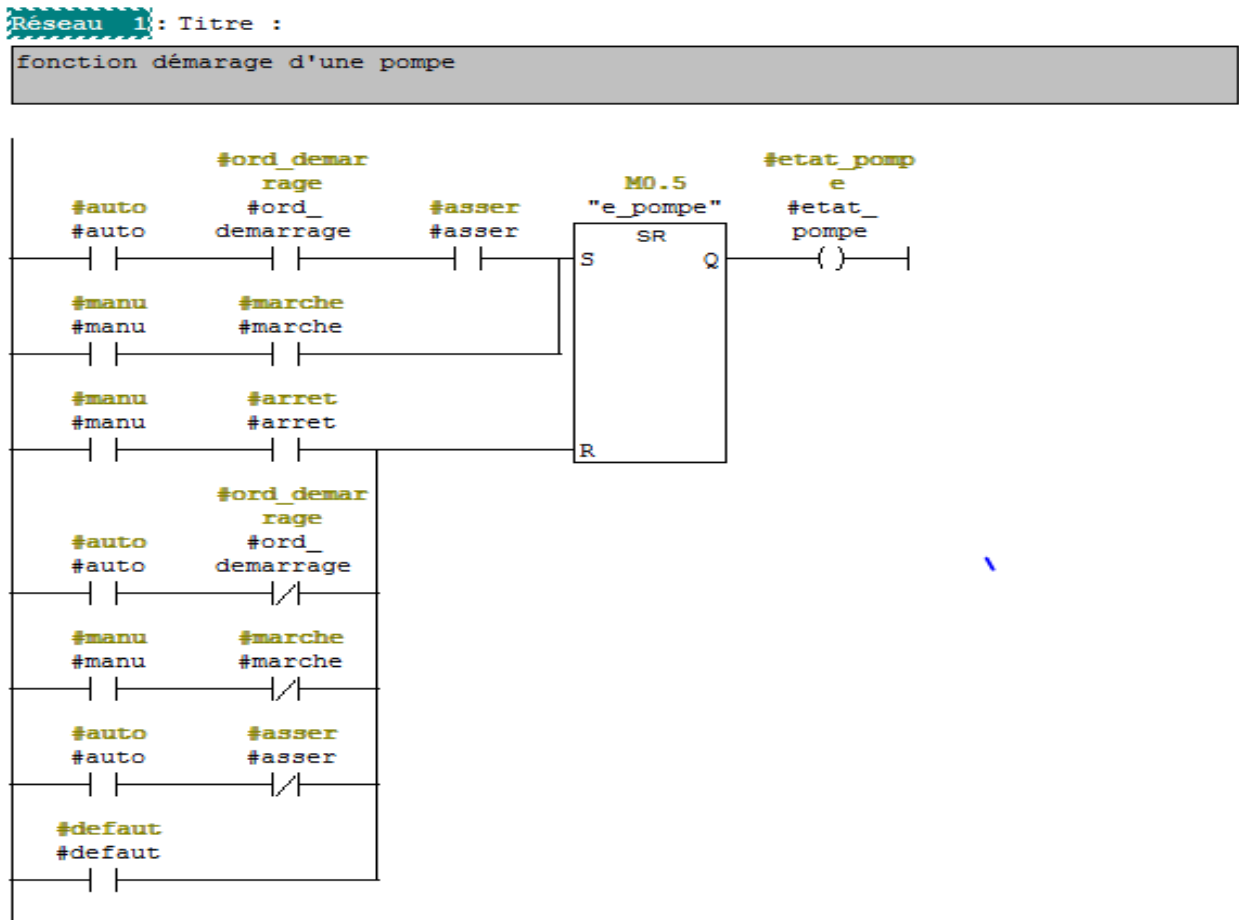 Réseau 1 : Titre :
fonction démarage d'une pompe
#ord_demar
rage
#auto
#auto
#ord_
demarrage
#asser
#asser
M0.5
"e_pompe"
SR
S
Q
R
#etat_pomp
e
#etat_
pompe
#manu
#manu
#marche
#marche
#manu
#manu
#arret
#arret
#ord_demar
rage
#auto
#auto
#ord_
demarrage
#manu
#manu
#marche
#marche
#auto
#auto
#asser
#asser
#defaut
#defaut